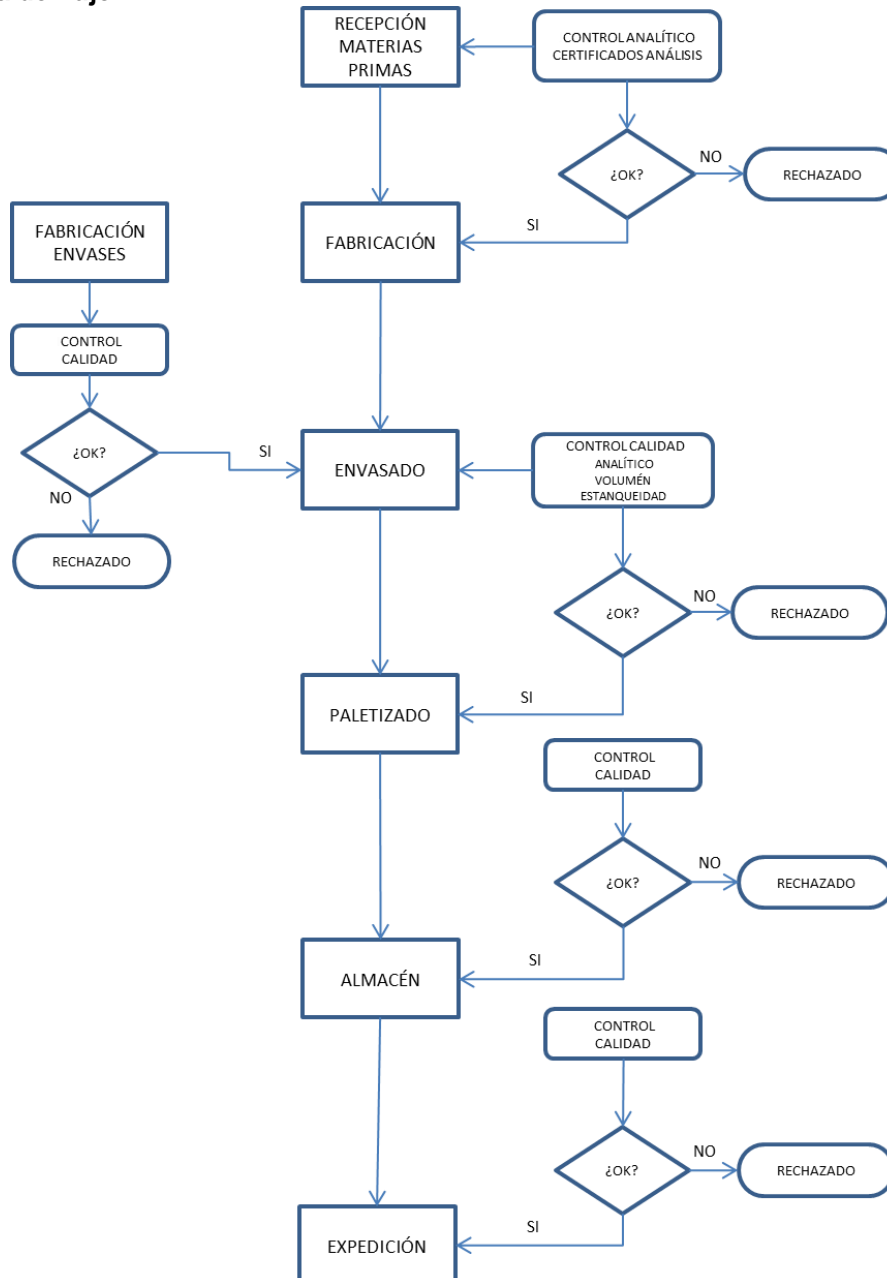 RECEPCIÓN
MATERIAS
PRIMAS
CONTROL ANALÍTICO
CERTIFICADOS ANÁLISIS
¿OK?
NO
RECHAZADO
SI
FABRICACIÓN
FABRICACIÓN
ENVASES
CONTROL
CALIDAD
¿OK?
SI
NO
RECHAZADO
ENVASADO
CONTROL CALIDAD
ANALÍTICO
VOLUMÉN
ESTANQUEIDAD
¿OK?
NO
RECHAZADO
SI
PALETIZADO
CONTROL
CALIDAD
¿OK?
NO
RECHAZADO
SI
ALMACÉN
CONTROL
CALIDAD
¿OK?
NO
RECHAZADO
SI
EXPEDICIÓN